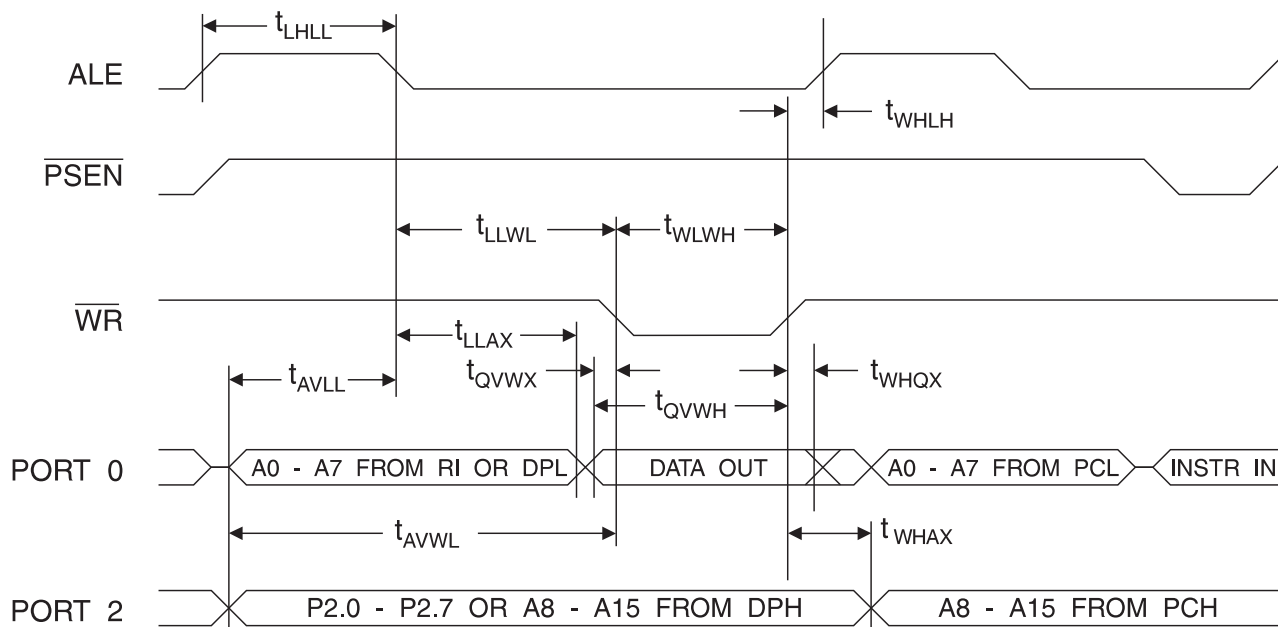 tLHLL
ALE
tWHLH
PSEN
tLLWL
tWLWH
WR
tLLAX
tAVLL
tQVWX
tWHQX
tQVWH
PORT 0
A0 - A7 FROM RI OR DPL
DATA OUT
A0 - A7 FROM PCL
INSTR IN
tAVWL
tWHAX
PORT 2
P2.0 - P2.7 OR A8 - A15 FROM DPH
A8 - A15 FROM PCH